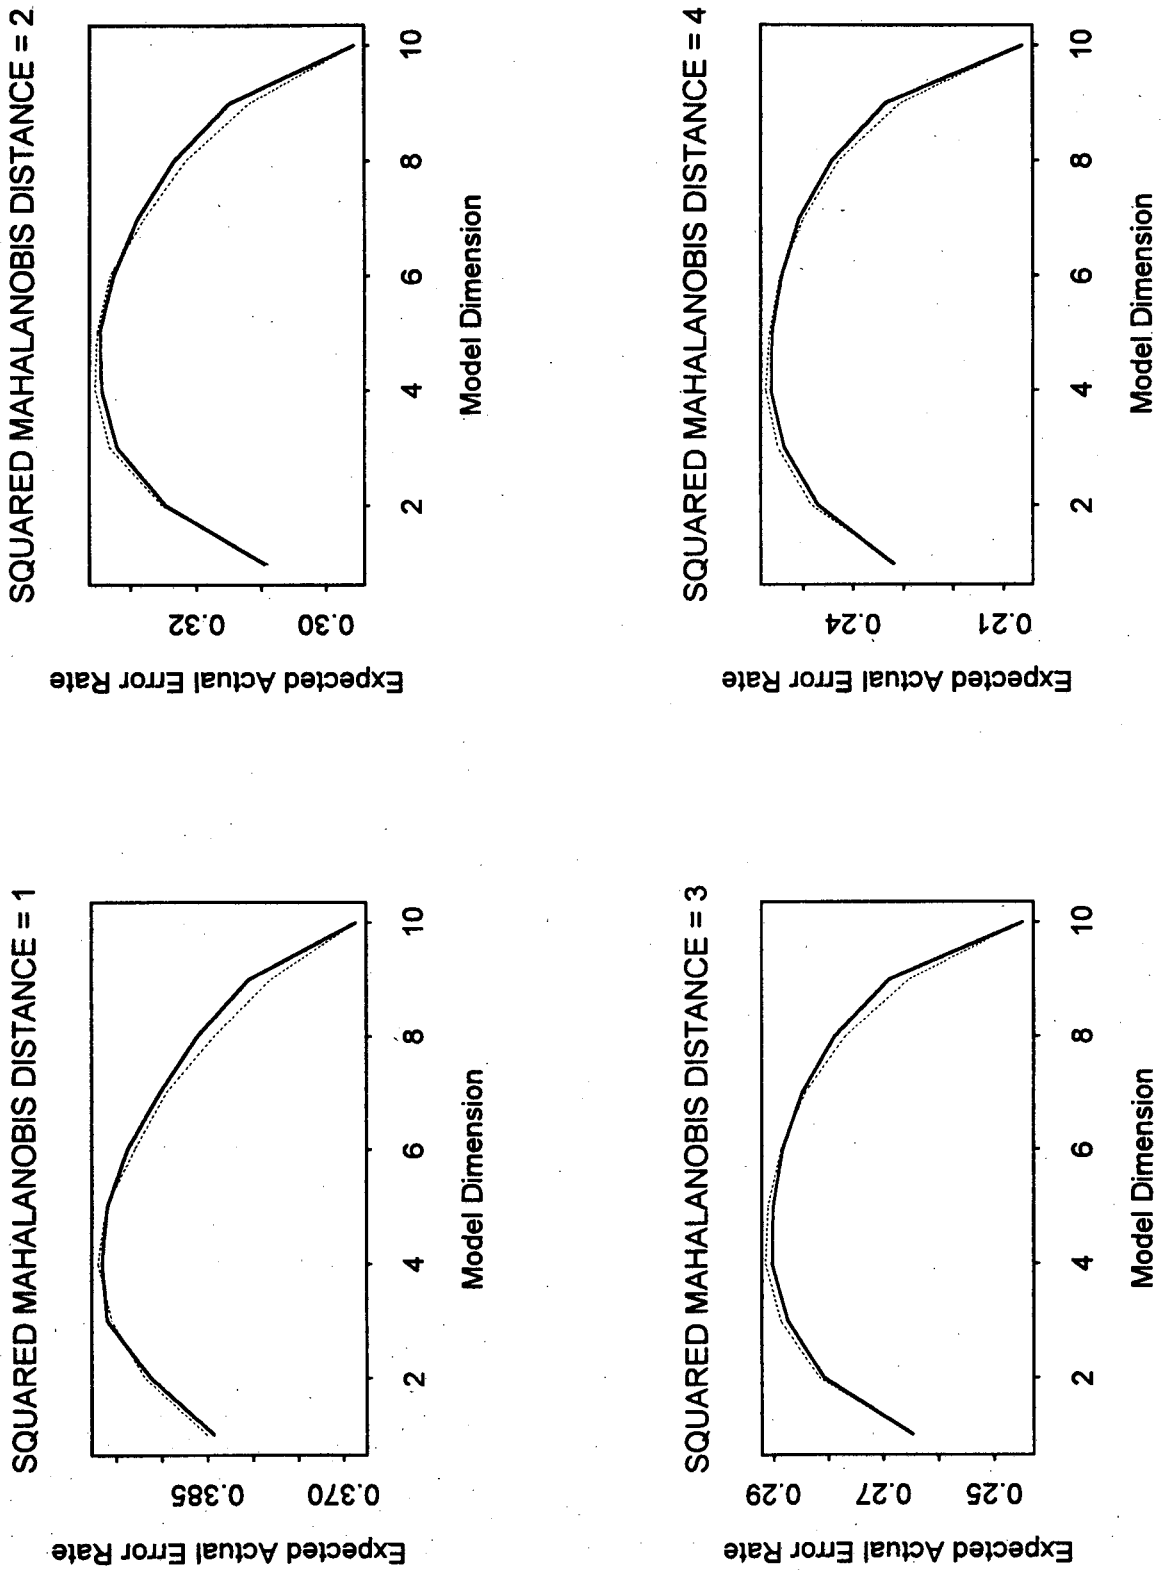 SQUARED MAHALANOBIS DISTANCE = 1
Expected Actual Error Rate
0.370
0.385
2
4
6
8
10
Model Dimension
SQUARED MAHALANOBIS DISTANCE = 2
Expected Actual Error Rate
0.30
0.32
2
4
6
8
10
Model Dimension
SQUARED MAHALANOBIS DISTANCE = 3
Expected Actual Error Rate
0.25
0.27
0.29
2
4
6
8
10
Model Dimension
SQUARED MAHALANOBIS DISTANCE = 4
Expected Actual Error Rate
0.21
0.24
2
4
6
8
10
Model Dimension